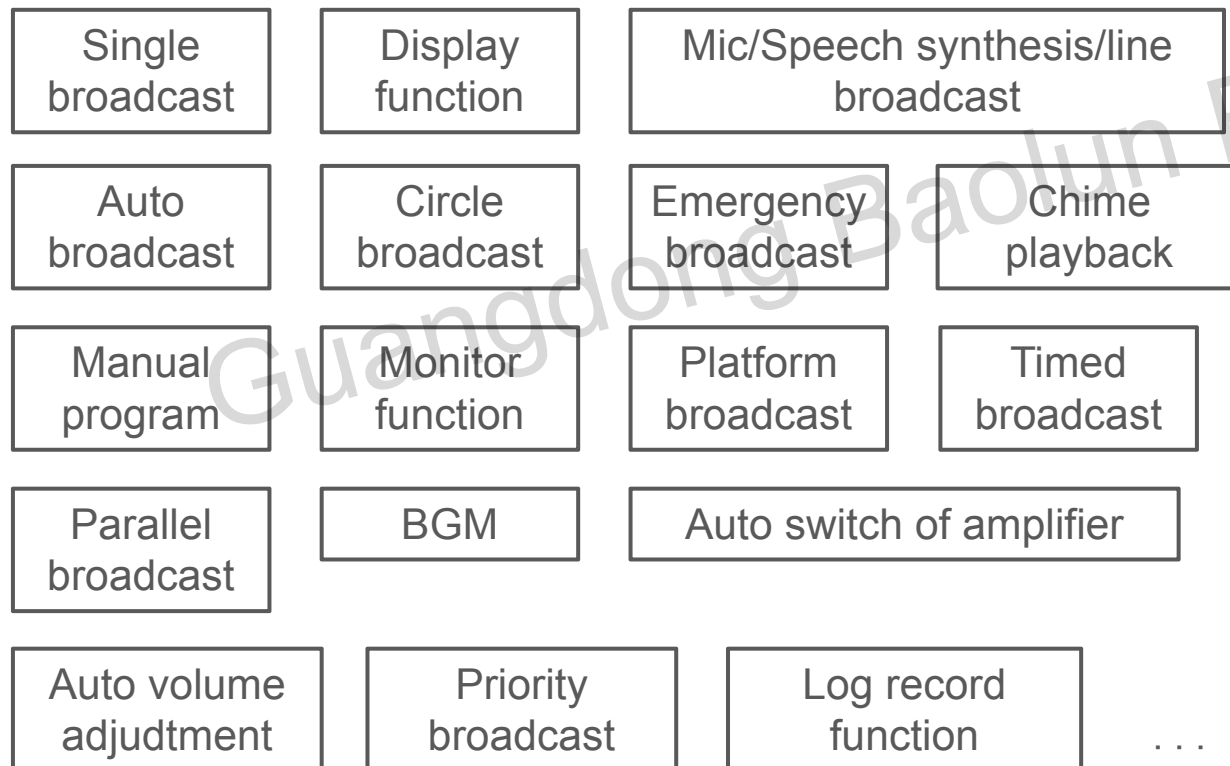 Single
broadcast
Display
function
Mic/Speech synthesis/line
broadcast
Auto
broadcast
Circle
broadcast
Emergency
broadcast
Chime
playback
Manual
program
Monitor
function
Platform
broadcast
Timed
broadcast
Parallel
broadcast
BGM
Auto switch of amplifier
Auto volume
adjudtment
Priority
broadcast
Log record
function
. . .
Guangdong Baolun